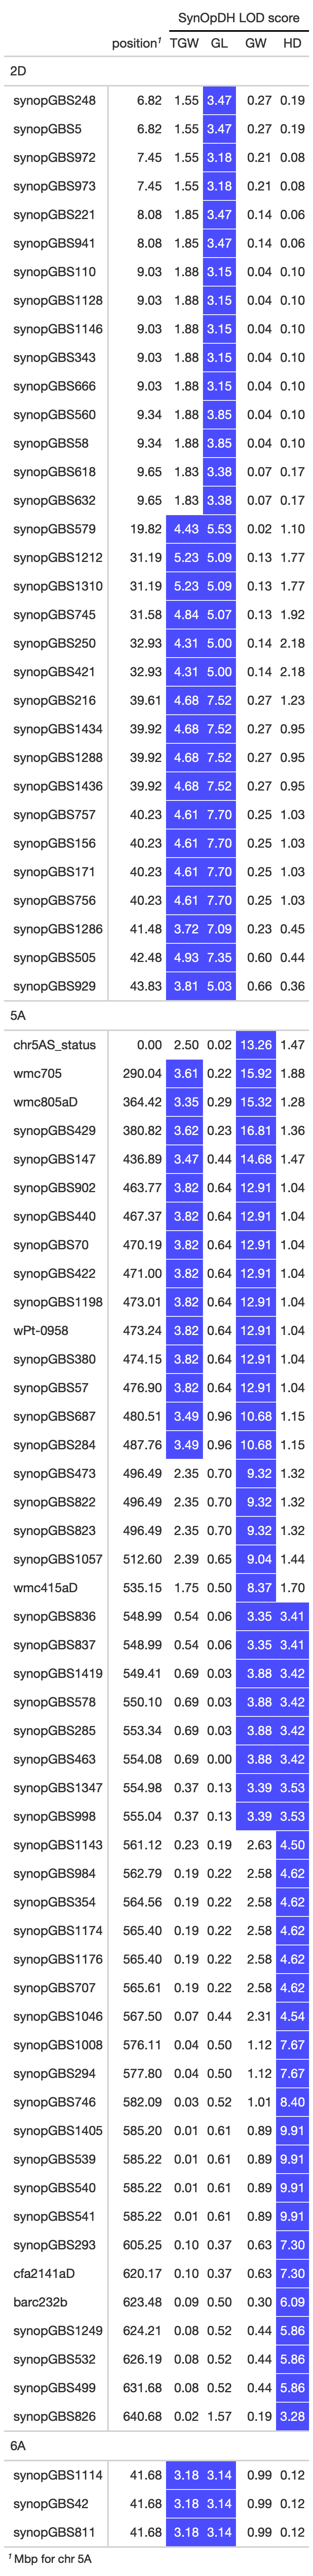 SynOpDH LOD score
position1 TGW GL GW HD
2D
synopGBS248 6.82 1.55 3.47 0.27 0.19
synopGBS5 6.82 1.55 3.47 0.27 0.19
synopGBS972 7.45 1.55 3.18 0.21 0.08
synopGBS973 7.45 1.55 3.18 0.21 0.08
synopGBS221 8.08 1.85 3.47 0.14 0.06
synopGBS941 8.08 1.85 3.47 0.14 0.06
synopGBS110 9.03 1.88 3.15 0.04 0.10
synopGBS1128 9.03 1.88 3.15 0.04 0.10
synopGBS1146 9.03 1.88 3.15 0.04 0.10
synopGBS343 9.03 1.88 3.15 0.04 0.10
synopGBS666 9.03 1.88 3.15 0.04 0.10
synopGBS560 9.34 1.88 3.85 0.04 0.10
synopGBS58 9.34 1.88 3.85 0.04 0.10
synopGBS618 9.65 1.83 3.38 0.07 0.17
synopGBS632 9.65 1.83 3.38 0.07 0.17
synopGBS579 19.82 4.43 5.53 0.02 1.10
synopGBS1212 31.19 5.23 5.09 0.13 1.77
synopGBS1310 31.19 5.23 5.09 0.13 1.77
synopGBS745 31.58 4.84 5.07 0.13 1.92
synopGBS250 32.93 4.31 5.00 0.14 2.18
synopGBS421 32.93 4.31 5.00 0.14 2.18
synopGBS216 39.61 4.68 7.52 0.27 1.23
synopGBS1434 39.92 4.68 7.52 0.27 0.95
synopGBS1288 39.92 4.68 7.52 0.27 0.95
synopGBS1436 39.92 4.68 7.52 0.27 0.95
synopGBS757 40.23 4.61 7.70 0.25 1.03
synopGBS156 40.23 4.61 7.70 0.25 1.03
synopGBS171 40.23 4.61 7.70 0.25 1.03
synopGBS756 40.23 4.61 7.70 0.25 1.03
synopGBS1286 41.48 3.72 7.09 0.23 0.45
synopGBS505 42.48 4.93 7.35 0.60 0.44
synopGBS929 43.83 3.81 5.03 0.66 0.36
5A
chr5AS_status 0.00 2.50 0.02 13.26 1.47
wmc705 290.04 3.61 0.22 15.92 1.88
wmc805aD 364.42 3.35 0.29 15.32 1.28
synopGBS429 380.82 3.62 0.23 16.81 1.36
synopGBS147 436.89 3.47 0.44 14.68 1.47
synopGBS902 463.77 3.82 0.64 12.91 1.04
synopGBS440 467.37 3.82 0.64 12.91 1.04
synopGBS70 470.19 3.82 0.64 12.91 1.04
synopGBS422 471.00 3.82 0.64 12.91 1.04
synopGBS1198 473.01 3.82 0.64 12.91 1.04
wPt-0958 473.24 3.82 0.64 12.91 1.04
synopGBS380 474.15 3.82 0.64 12.91 1.04
synopGBS57 476.90 3.82 0.64 12.91 1.04
synopGBS687 480.51 3.49 0.96 10.68 1.15
synopGBS284 487.76 3.49 0.96 10.68 1.15
synopGBS473 496.49 2.35 0.70 9.32 1.32
synopGBS822 496.49 2.35 0.70 9.32 1.32
synopGBS823 496.49 2.35 0.70 9.32 1.32
synopGBS1057 512.60 2.39 0.65 9.04 1.44
wmc415aD 535.15 1.75 0.50 8.37 1.70
synopGBS836 548.99 0.54 0.06 3.35 3.41
synopGBS837 548.99 0.54 0.06 3.35 3.41
synopGBS1419 549.41 0.69 0.03 3.88 3.42
synopGBS578 550.10 0.69 0.03 3.88 3.42
synopGBS285 553.34 0.69 0.03 3.88 3.42
synopGBS463 554.08 0.69 0.00 3.88 3.42
synopGBS1347 554.98 0.37 0.13 3.39 3.53
synopGBS998 555.04 0.37 0.13 3.39 3.53
synopGBS1143 561.12 0.23 0.19 2.63 4.50
synopGBS984 562.79 0.19 0.22 2.58 4.62
synopGBS354 564.56 0.19 0.22 2.58 4.62
synopGBS1174 565.40 0.19 0.22 2.58 4.62
synopGBS1176 565.40 0.19 0.22 2.58 4.62
synopGBS707 565.61 0.19 0.22 2.58 4.62
synopGBS1046 567.50 0.07 0.44 2.31 4.54
synopGBS1008 576.11 0.04 0.50 1.12 7.67
synopGBS294 577.80 0.04 0.50 1.12 7.67
synopGBS746 582.09 0.03 0.52 1.01 8.40
synopGBS1405 585.20 0.01 0.61 0.89 9.91
synopGBS539 585.22 0.01 0.61 0.89 9.91
synopGBS540 585.22 0.01 0.61 0.89 9.91
synopGBS541 585.22 0.01 0.61 0.89 9.91
synopGBS293 605.25 0.10 0.37 0.63 7.30
cfa2141aD 620.17 0.10 0.37 0.63 7.30
barc232b 623.48 0.09 0.50 0.30 6.09
synopGBS1249 624.21 0.08 0.52 0.44 5.86
synopGBS532 626.19 0.08 0.52 0.44 5.86
synopGBS499 631.68 0.08 0.52 0.44 5.86
synopGBS826 640.68 0.02 1.57 0.19 3.28
6A
synopGBS1114 41.68 3.18 3.14 0.99 0.12
synopGBS42 41.68 3.18 3.14 0.99 0.12
synopGBS811 41.68 3.18 3.14 0.99 0.12
1 Mbp for chr 5A